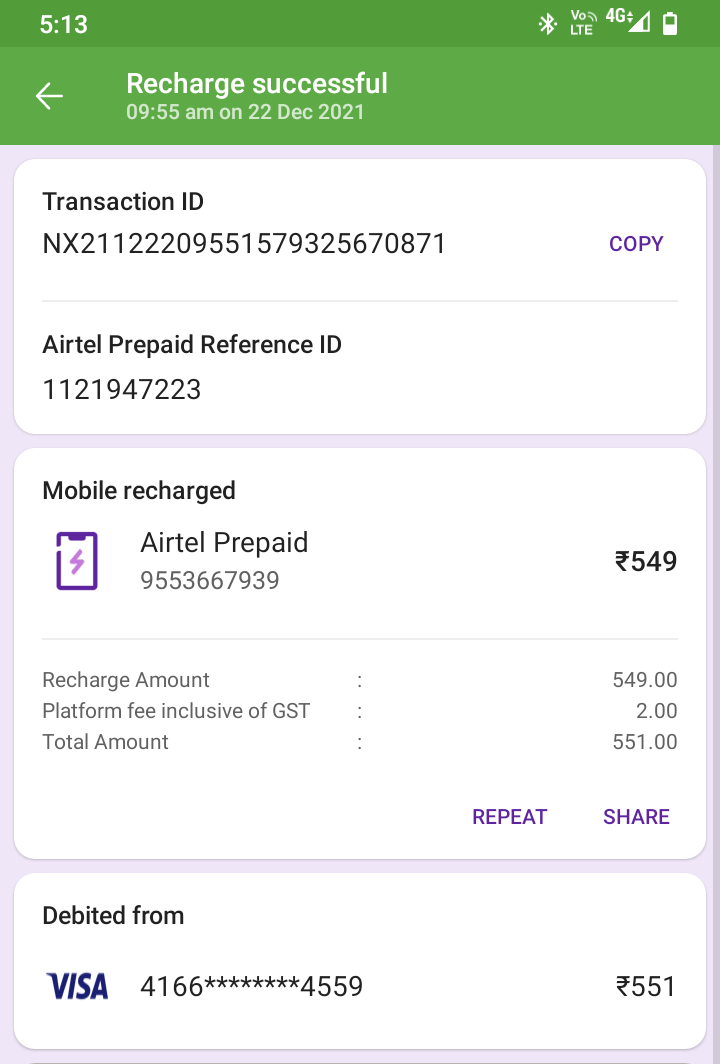 5:13
Vo LTE 4G
Recharge successful
09:55 am on 22 Dec 2021
Transaction ID
NX21122209551579325670871
COPY
Airtel Prepaid Reference ID
1121947223
Mobile recharged
Airtel Prepaid
9553667939
₹549
Recharge Amount : 549.00
Platform fee inclusive of GST : 2.00
Total Amount : 551.00
REPEAT SHARE
Debited from
VISA 4166********4559 ₹551